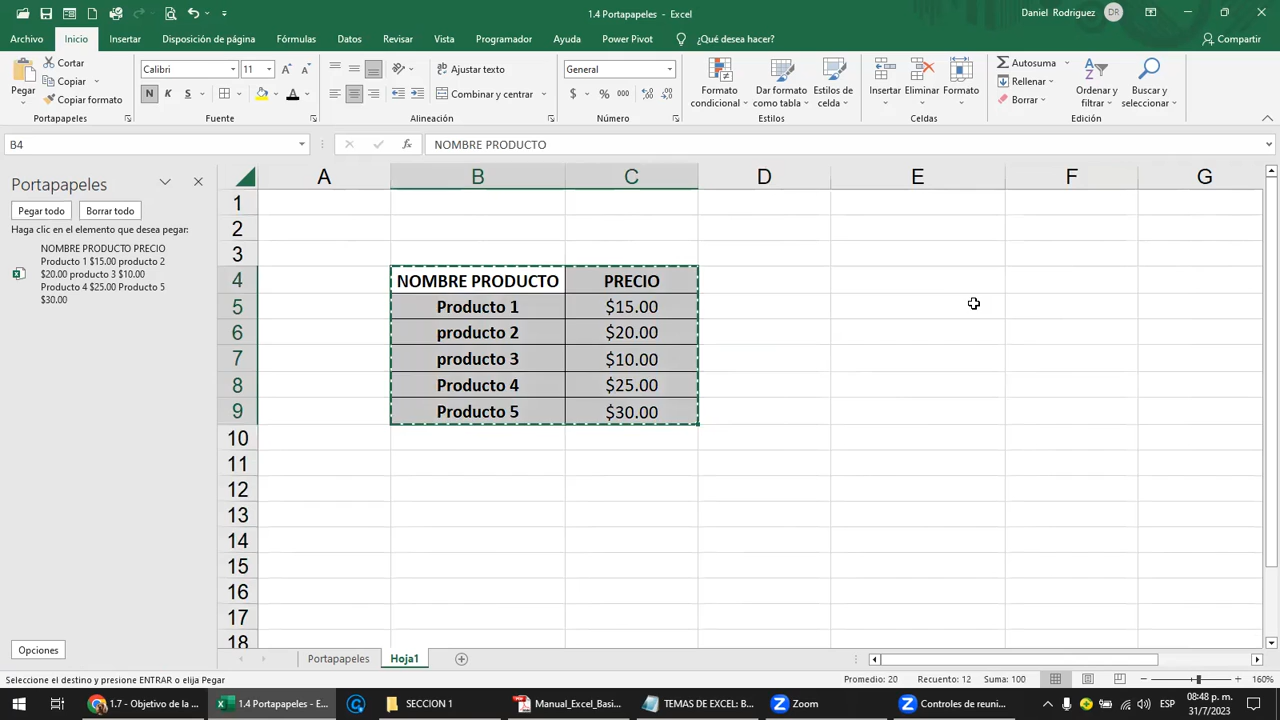 1.4 Portapapeles - Excel
Daniel Rodriguez DR
Archivo Inicio Insertar Disposición de página Fórmulas Datos Revisar Vista Programador Ayuda Power Pivot ¿Qué desea hacer? Compartir
Pegar
Cortar
Copiar
Copiar formato
Portapapeles
Calibri 11
N K S A
Fuente
Ajustar texto
Combinar y centrar
Alineación
General
$ % 000
Número
Formato condicional
Dar formato como tabla
Estilos de celda
Estilos
Insertar Eliminar Formato
Celdas
Autosuma
Rellenar
Borrar
Ordenar y filtrar
Buscar y seleccionar
Edición
B4
fx
NOMBRE PRODUCTO
Portapapeles
Pegar todo Borrar todo
Haga clic en el elemento que desea pegar:
NOMBRE PRODUCTO PRECIO
Producto 1 $15.00 producto 2
$20.00 producto 3 $10.00
Producto 4 $25.00 Producto 5
$30.00
Opciones
A B C D E F G
1
2
3
4 NOMBRE PRODUCTO PRECIO
5 Producto 1 $15.00
6 producto 2 $20.00
7 producto 3 $10.00
8 Producto 4 $25.00
9 Producto 5 $30.00
10
11
12
13
14
15
16
17
18
Portapapeles Hoja1
Seleccione el destino y presione ENTRAR o elija Pegar
Promedio: 20 Recuento: 12 Suma: 100 160%
1.7 - Objetivo de la ...
1.4 Portapapeles - E...
SECCION 1
Manual_Excel_Basi...
TEMAS DE EXCEL: B...
Zoom
Controles de reuni...
ESP
08:48 p. m.
31/7/2023